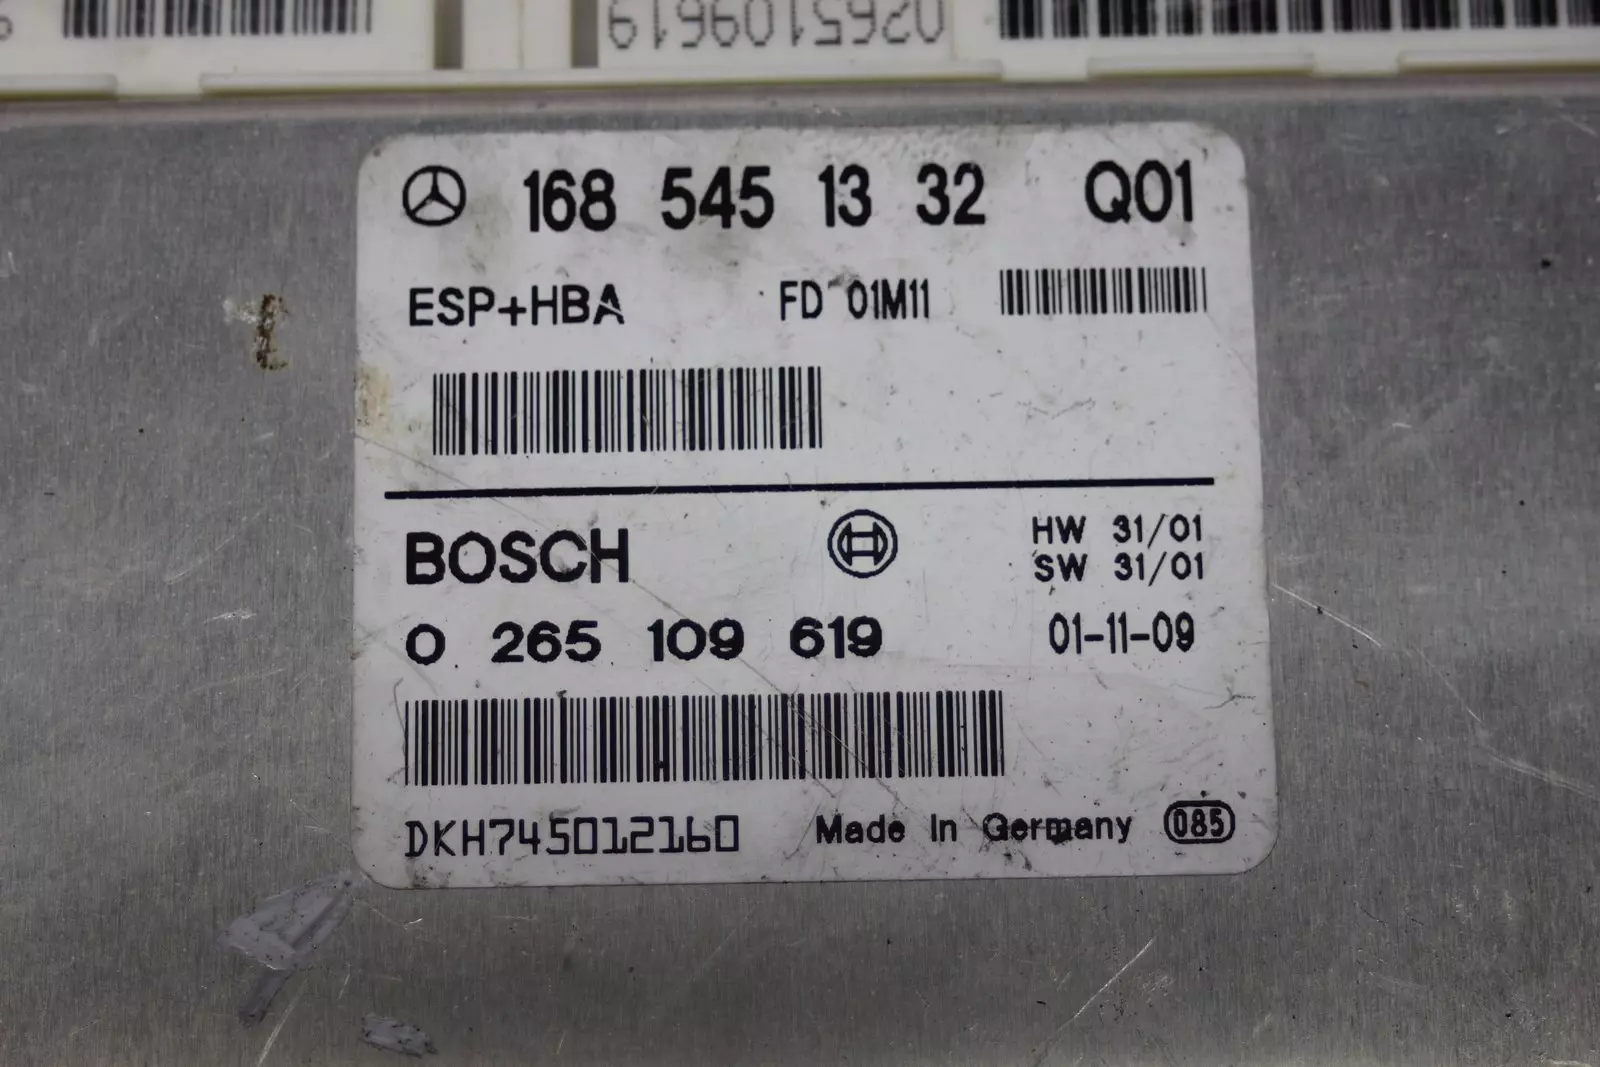 0265109619
168 545 13 32 Q01
ESP+HBA FD 01M11
BOSCH HW 31/01
SW 31/01
0 265 109 619 01-11-09
DKH745012160 Made In Germany 085